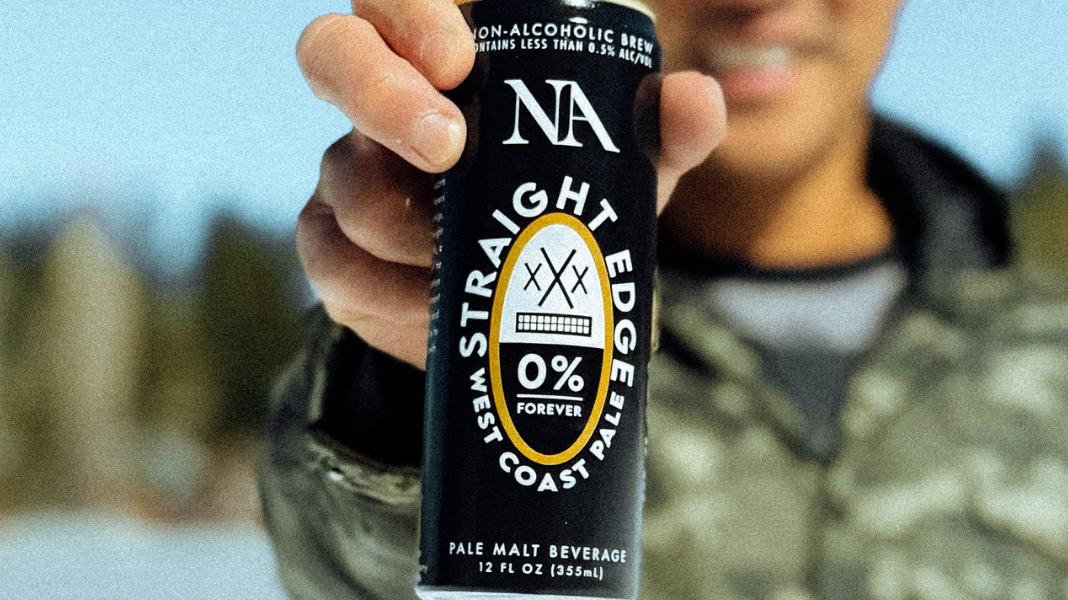 NON-ALCOHOLIC BREW
CONTAINS LESS THAN 0.5% ALC/VOL
NA
STRAIGHT EDGE
XXX
0%
FOREVER
WEST COAST PALE
PALE MALT BEVERAGE
12 FL OZ (355mL)